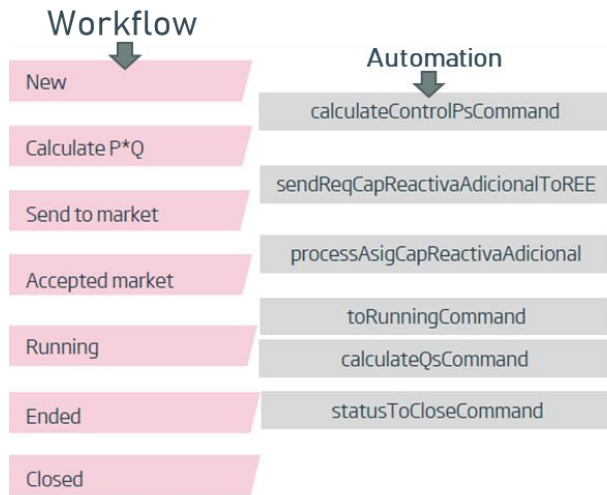 Workflow
Automation
New
calculateControlPsCommand
Calculate P*Q
sendReqCapReactivaAdicionalToREE
Send to market
processAsigCapReactivaAdicional
Accepted market
toRunningCommand
Running
calculateQsCommand
Ended
statusToCloseCommand
Closed